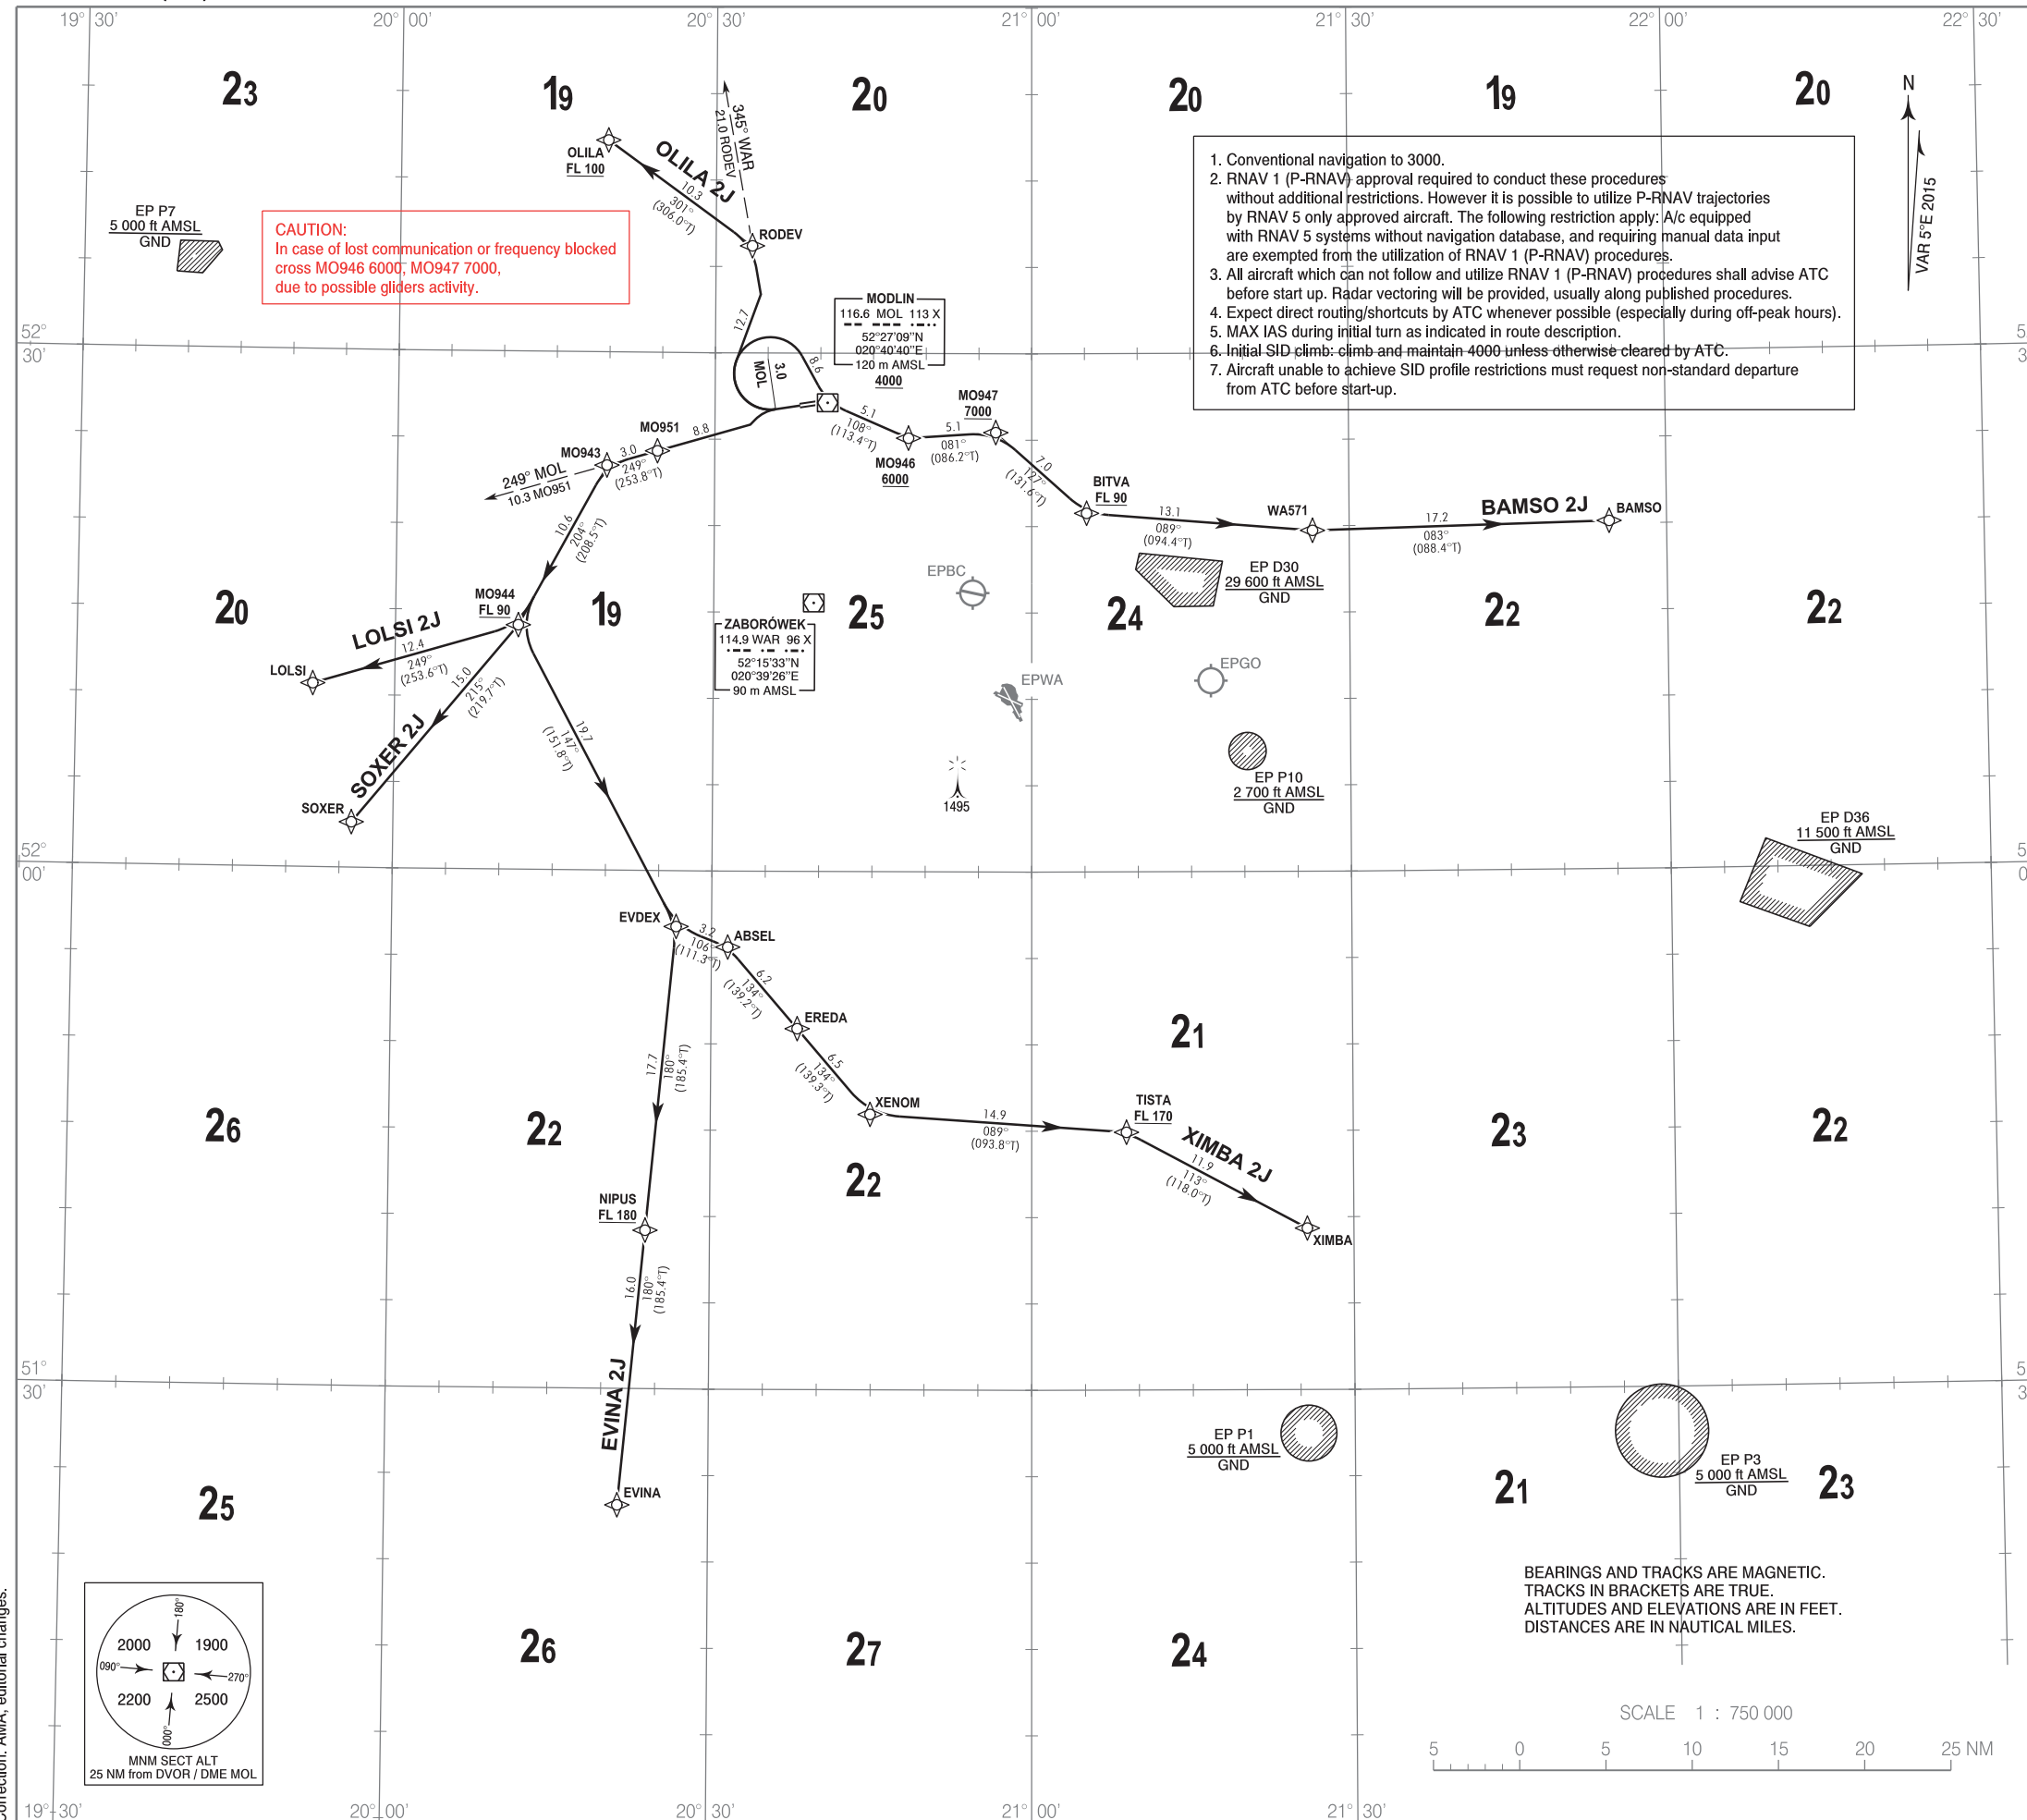 19° 30'
20° 00'
20° 30'
21° 00'
21° 30'
22° 00'
22° 30'
23
19
20
20
19
20
N
VAR 5°E 2015
345° WAR
21.0 RODEV
OLILA
FL 100
OLILA 2J
10.3
301°
(306.0°T)
RODEV
12.7
EP P7
5 000 ft AMSL
GND
CAUTION:
In case of lost communication or frequency blocked
cross MO946 6000, MO947 7000,
due to possible gliders activity.
1. Conventional navigation to 3000.
2. RNAV 1 (P-RNAV) approval required to conduct these procedures
without additional restrictions. However it is possible to utilize P-RNAV trajectories
by RNAV 5 only approved aircraft. The following restriction apply: A/c equipped
with RNAV 5 systems without navigation database, and requiring manual data input
are exempted from the utilization of RNAV 1 (P-RNAV) procedures.
3. All aircraft which can not follow and utilize RNAV 1 (P-RNAV) procedures shall advise ATC
before start up. Radar vectoring will be provided, usually along published procedures.
4. Expect direct routing/shortcuts by ATC whenever possible (especially during off-peak hours).
5. MAX IAS during initial turn as indicated in route description.
6. Initial SID climb: climb and maintain 4000 unless otherwise cleared by ATC.
7. Aircraft unable to achieve SID profile restrictions must request non-standard departure
from ATC before start-up.
MODLIN
116.6 MOL 113 X
52°27'09''N
020°40'40''E
120 m AMSL
4000
52°
30'
5
3
3.0
MOL
8.6
MO947
7000
5.1
108°
(113.4°T)
5.1
081°
(086.2°T)
MO946
6000
7.0
127°
(131.6°T)
MO951
8.8
MO943
3.0
249°
(253.8°T)
249° MOL
10.3 MO951
10.6
204°
(208.5°T)
BITVA
FL 90
13.1
089°
(094.4°T)
WA571
17.2
083°
(088.4°T)
BAMSO 2J
BAMSO
EPBC
EP D30
29 600 ft AMSL
GND
20
19
25
24
22
22
MO944
FL 90
LOLSI 2J
12.4
249°
(253.6°T)
LOLSI
15.0
215°
(219.7°T)
SOXER 2J
SOXER
ZABORÓWEK
114.9 WAR 96 X
52°15'33''N
020°39'26''E
90 m AMSL
EPWA
EPGO
19.7
147°
(151.8°T)
1495
EP P10
2 700 ft AMSL
GND
EP D36
11 500 ft AMSL
GND
52°
00'
5
0
EVDEX
3.2
106°
(111.3°T)
ABSEL
6.2
134°
(139.2°T)
EREDA
6.5
134°
(139.3°T)
XENOM
17.7
180°
(185.4°T)
14.9
089°
(093.8°T)
TISTA
FL 170
XIMBA 2J
11.9
113°
(118.0°T)
XIMBA
21
26
22
22
23
22
NIPUS
FL 180
16.0
180°
(185.4°T)
EVINA 2J
EVINA
51°
30'
5
3
EP P1
5 000 ft AMSL
GND
EP P3
5 000 ft AMSL
GND
25
21
23
26
27
24
BEARINGS AND TRACKS ARE MAGNETIC.
TRACKS IN BRACKETS ARE TRUE.
ALTITUDES AND ELEVATIONS ARE IN FEET.
DISTANCES ARE IN NAUTICAL MILES.
180°
2000
1900
090°
270°
2200
2500
000°
MNM SECT ALT
25 NM from DVOR / DME MOL
Correction: AMA, editorial changes.
SCALE 1 : 750 000
5 0 5 10 15 20 25 NM
19° 30'
20° 00'
20° 30'
21° 00'
21° 30'